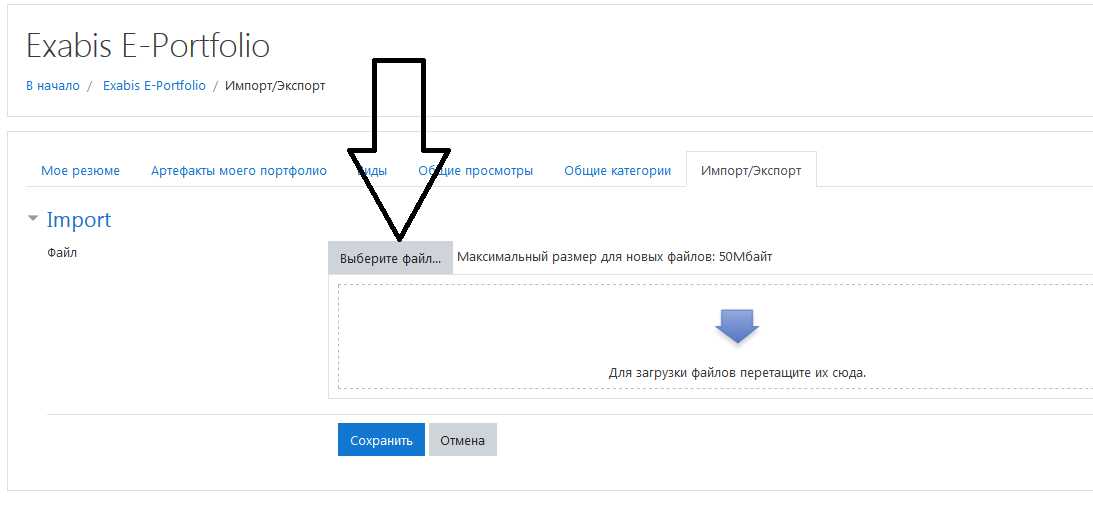 Exabis E-Portfolio
В начало / Exabis E-Portfolio / Импорт/Экспорт
Мое резюме Артефакты моего портфолио Виды Общие просмотры Общие категории Импорт/Экспорт
Import
Файл
Выберите файл... Максимальный размер для новых файлов: 50Мбайт
Для загрузки файлов перетащите их сюда.
Сохранить Отмена